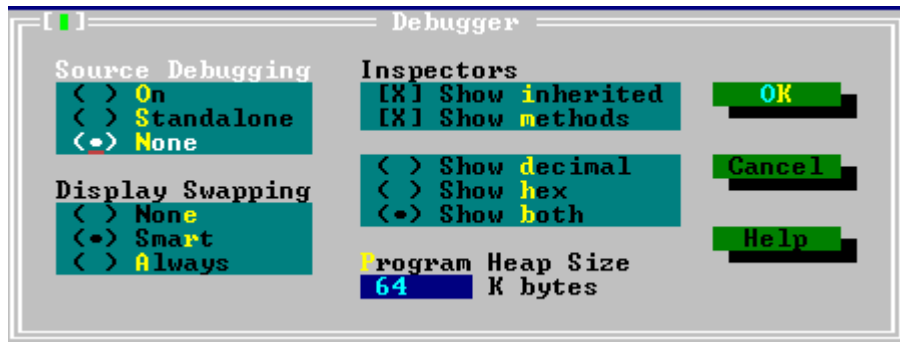 [▮] Debugger
Source Debugging
( ) On
( ) Standalone
(•) None
Display Swapping
( ) None
(•) Smart
( ) Always
Inspectors
[X] Show inherited
[X] Show methods
( ) Show decimal
( ) Show hex
(•) Show both
Program Heap Size
64 K bytes
OK
Cancel
Help